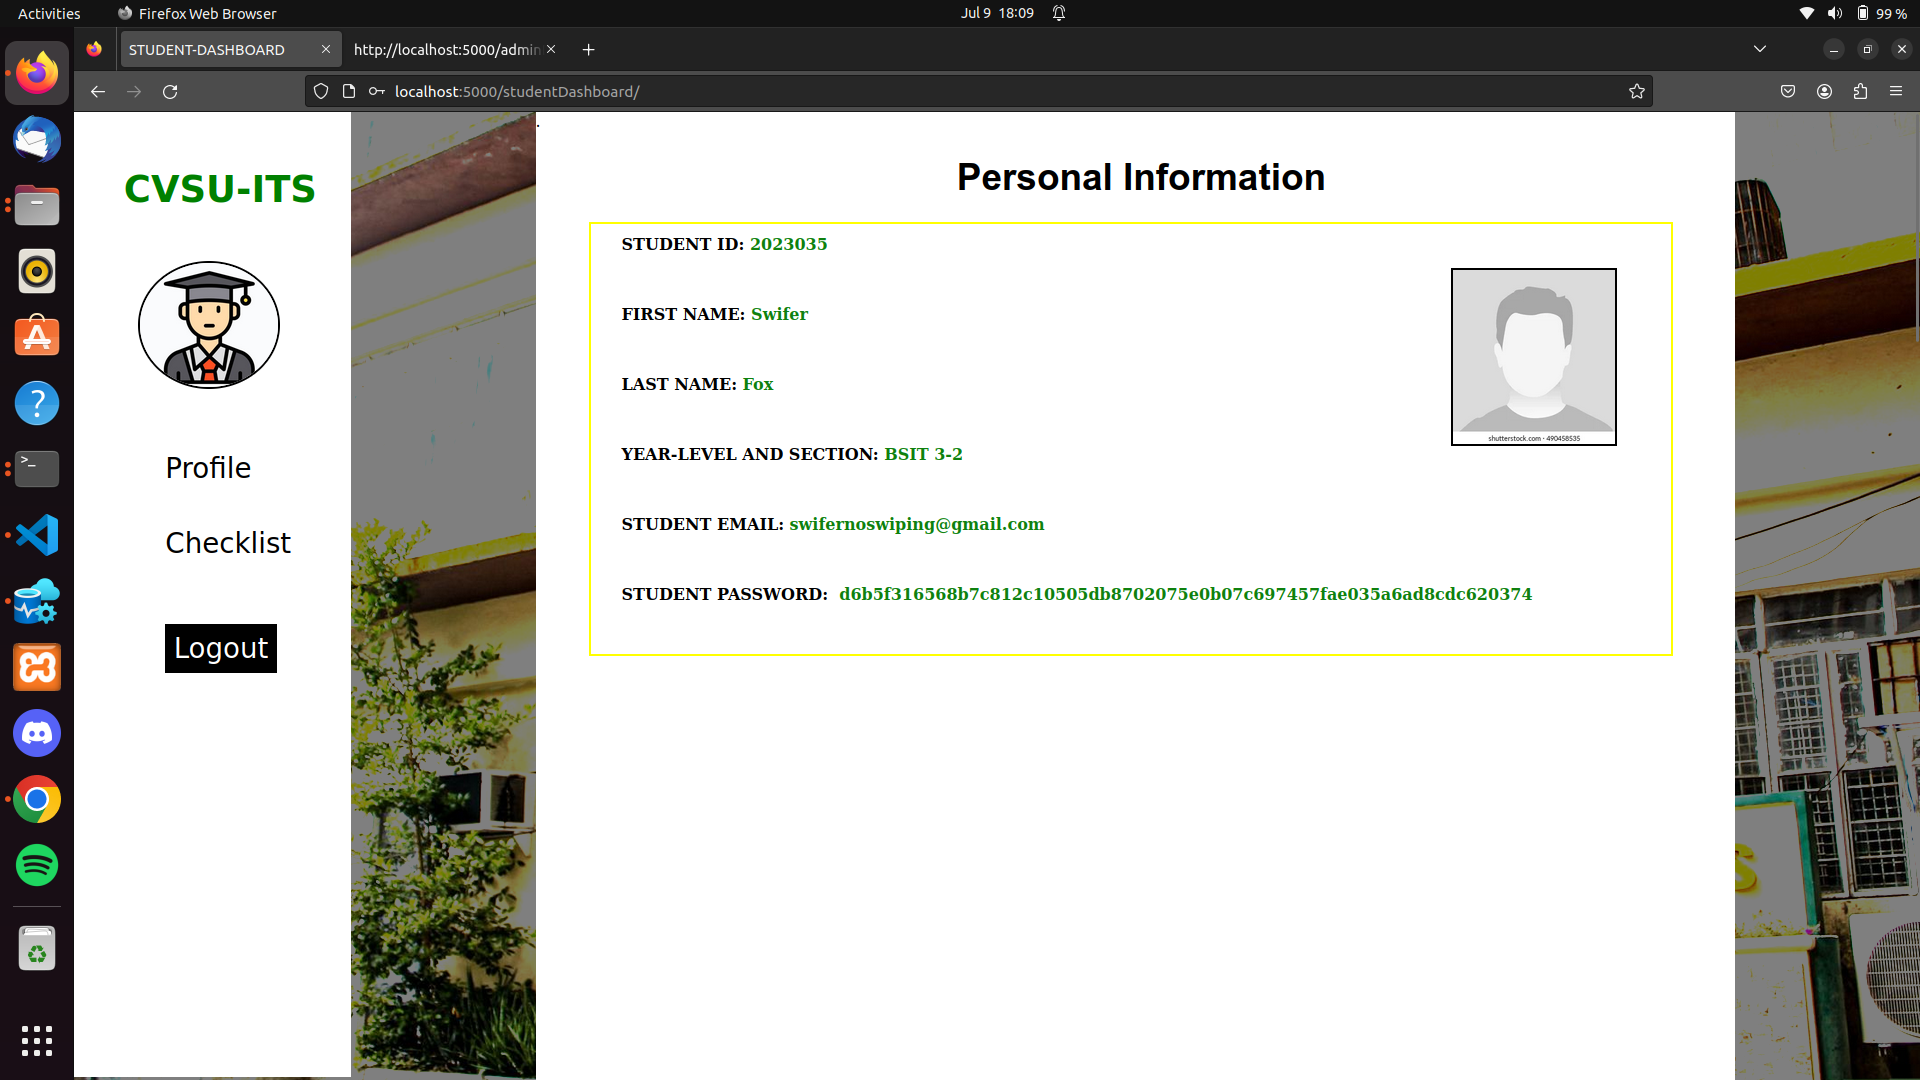 Activities
Firefox Web Browser
Jul 9 18:09
99 %
STUDENT-DASHBOARD
http://localhost:5000/admin
localhost:5000/studentDashboard/
CVSU-ITS
Profile
Checklist
Logout
.
Personal Information
STUDENT ID: 2023035
FIRST NAME: Swifer
LAST NAME: Fox
YEAR-LEVEL AND SECTION: BSIT 3-2
STUDENT EMAIL: swifernoswiping@gmail.com
STUDENT PASSWORD: d6b5f316568b7c812c10505db8702075e0b07c697457fae035a6ad8cdc620374
shutterstock.com · 490458535
S